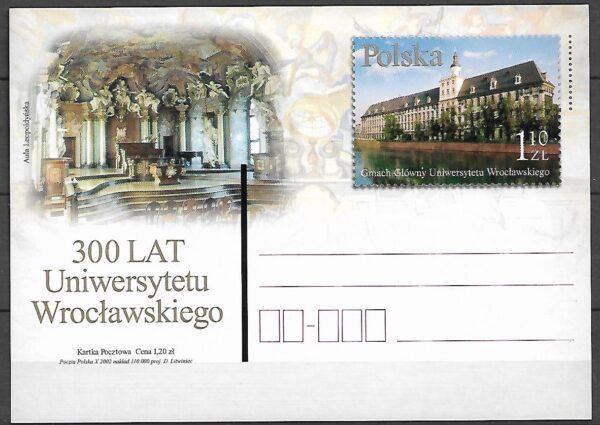 Aula Leopoldyńska
Polska
1 10 ZŁ
Gmach Główny Uniwersytetu Wrocławskiego
300 LAT
Uniwersytetu
Wrocławskiego
Kartka Pocztowa Cena 1,20 zł
Poczta Polska X 2002 nakład 110.000 proj. D. Litwiniec